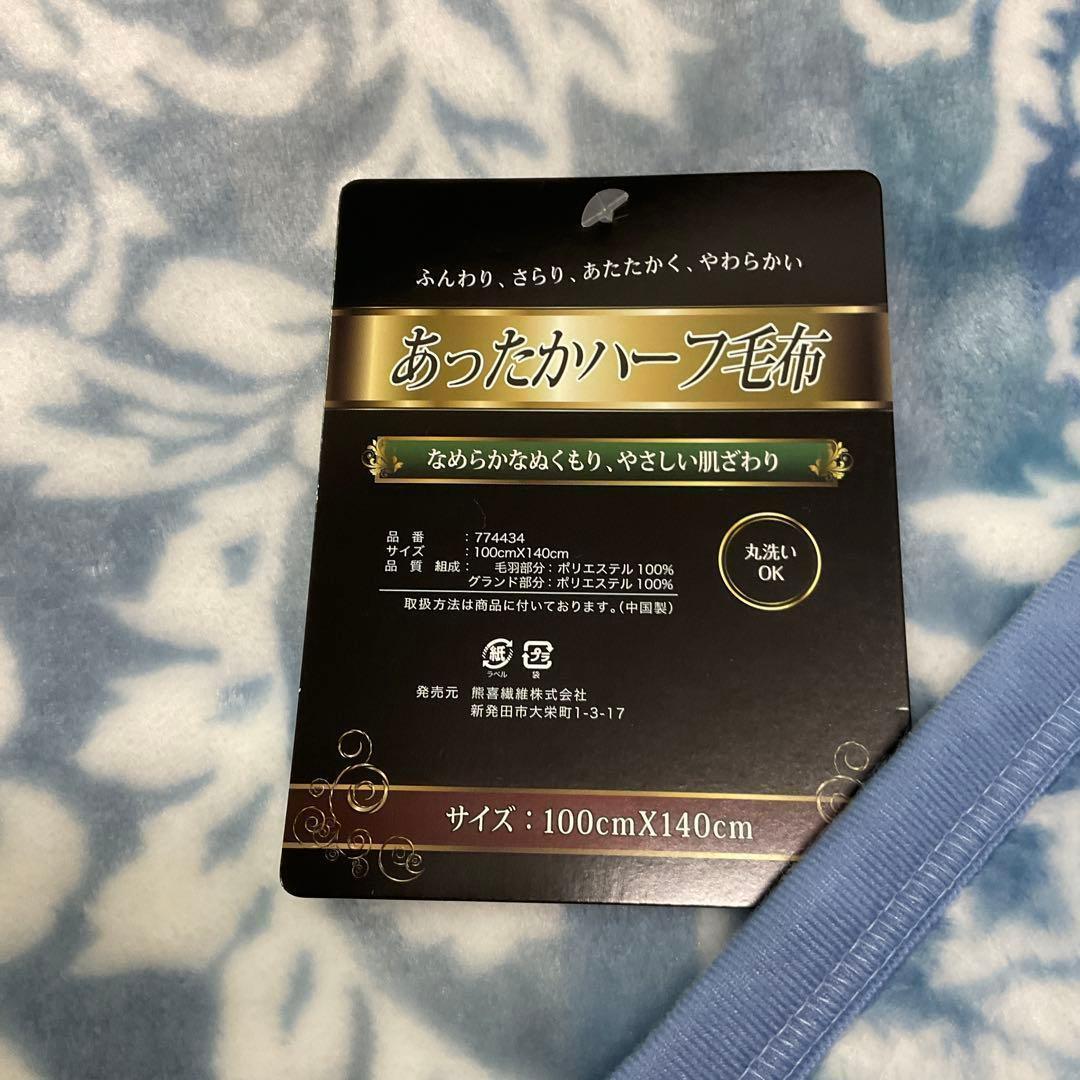 ふんわり、さらり、あたたかく、やわらかい
あったかハーフ毛布
なめらかなぬくもり、やさしい肌ざわり
品番：774434
サイズ：100cmX140cm
品質 組成：毛羽部分：ポリエステル100%
グランド部分：ポリエステル100%
取扱方法は商品に付いております。(中国製)
丸洗い
OK
紙 プラ
ラベル 袋
発売元 熊喜繊維株式会社
新発田市大栄町1-3-17
サイズ：100cmX140cm